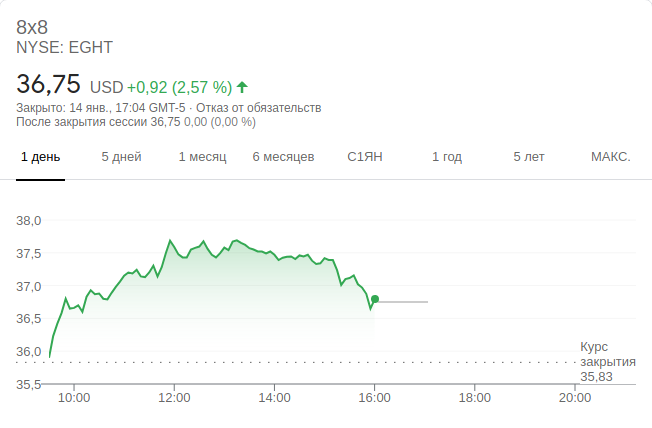 8x8
NYSE: EGHT
36,75 USD +0,92 (2,57 %)
Закрыто: 14 янв., 17:04 GMT-5 · Отказ от обязательств
После закрытия сессии 36,75 0,00 (0,00 %)
1 день 5 дней 1 месяц 6 месяцев С1ЯН 1 год 5 лет МАКС.
38,0
37,5
37,0
36,5
36,0
35,5
Курс
закрытия
35,83
10:00 12:00 14:00 16:00 18:00 20:00